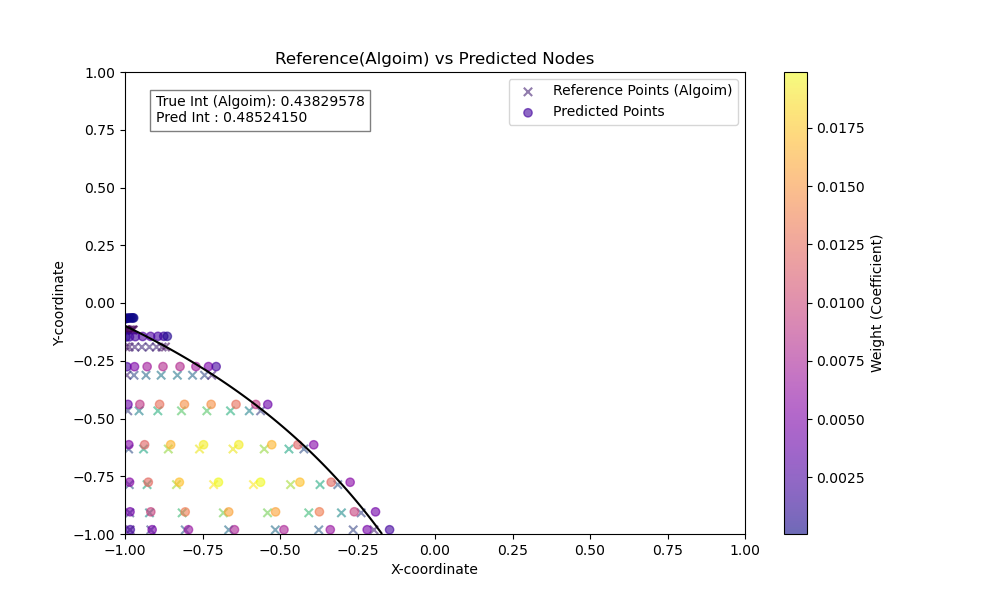 Reference(Algoim) vs Predicted Nodes
True Int (Algoim): 0.43829578
Pred Int : 0.48524150
Reference Points (Algoim)
Predicted Points
Y-coordinate
1.00
0.75
0.50
0.25
0.00
−0.25
−0.50
−0.75
−1.00
−1.00 −0.75 −0.50 −0.25 0.00 0.25 0.50 0.75 1.00
X-coordinate
0.0175
0.0150
0.0125
0.0100
0.0075
0.0050
0.0025
Weight (Coefficient)